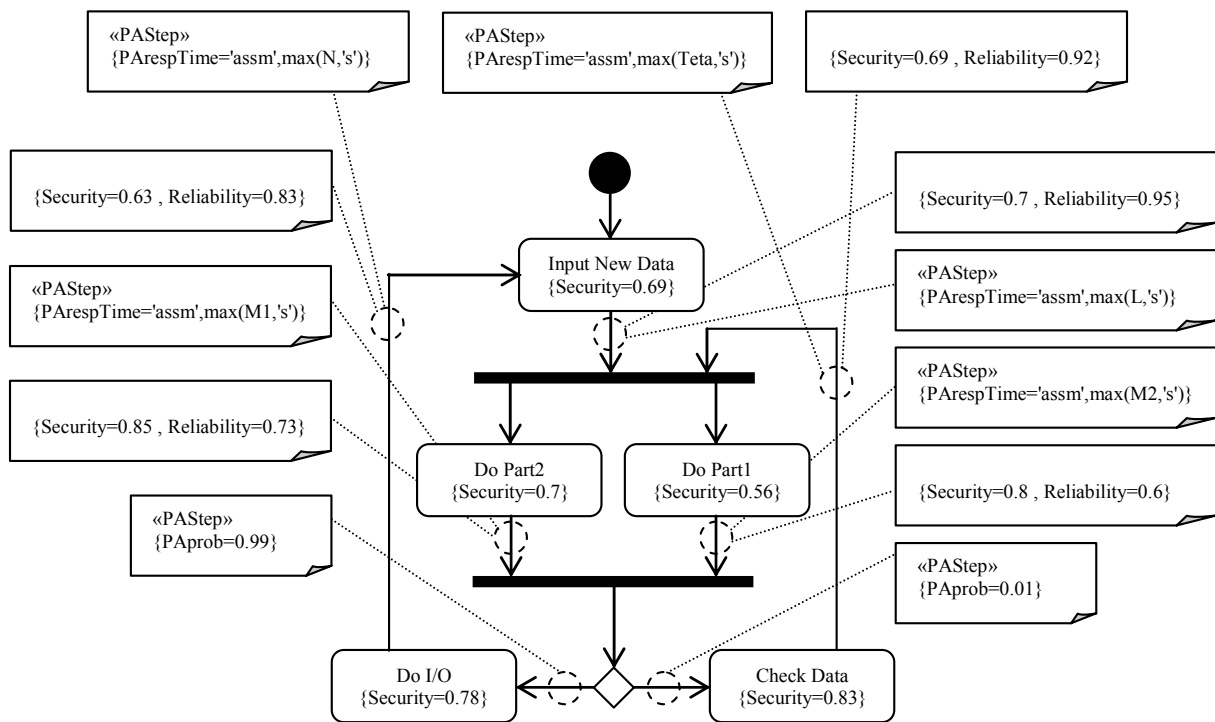 «PAStep»
{PArespTime='assm',max(N,'s')}
«PAStep»
{PArespTime='assm',max(Teta,'s')}
{Security=0.69 , Reliability=0.92}
{Security=0.63 , Reliability=0.83}
{Security=0.7 , Reliability=0.95}
Input New Data
{Security=0.69}
«PAStep»
{PArespTime='assm',max(M1,'s')}
«PAStep»
{PArespTime='assm',max(L,'s')}
«PAStep»
{PArespTime='assm',max(M2,'s')}
{Security=0.85 , Reliability=0.73}
Do Part2
{Security=0.7}
Do Part1
{Security=0.56}
{Security=0.8 , Reliability=0.6}
«PAStep»
{PAprob=0.99}
«PAStep»
{PAprob=0.01}
Do I/O
{Security=0.78}
Check Data
{Security=0.83}